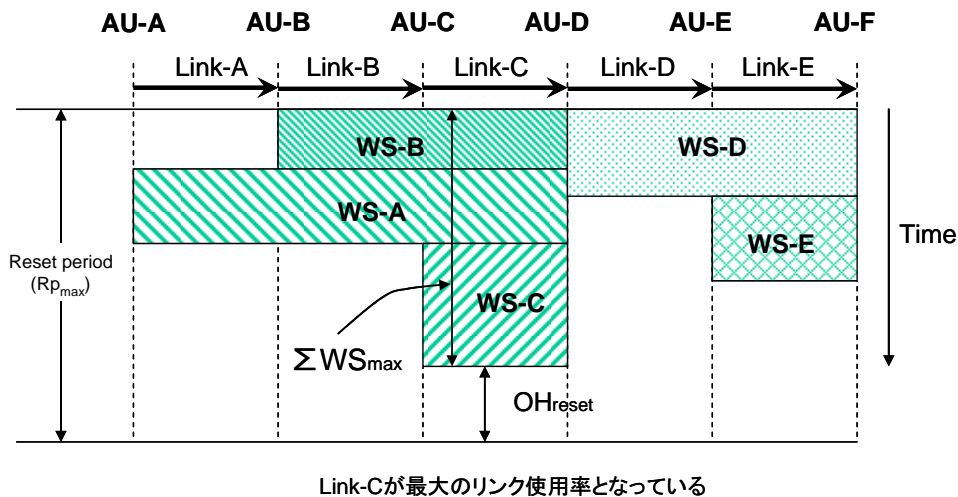 AU-A AU-B AU-C AU-D AU-E AU-F
Link-A Link-B Link-C Link-D Link-E
WS-B
WS-D
WS-A
WS-E
Time
Reset period
(Rpmax)
WS-C
ΣWSmax
OHreset
Link-Cが最大のリンク使用率となっている